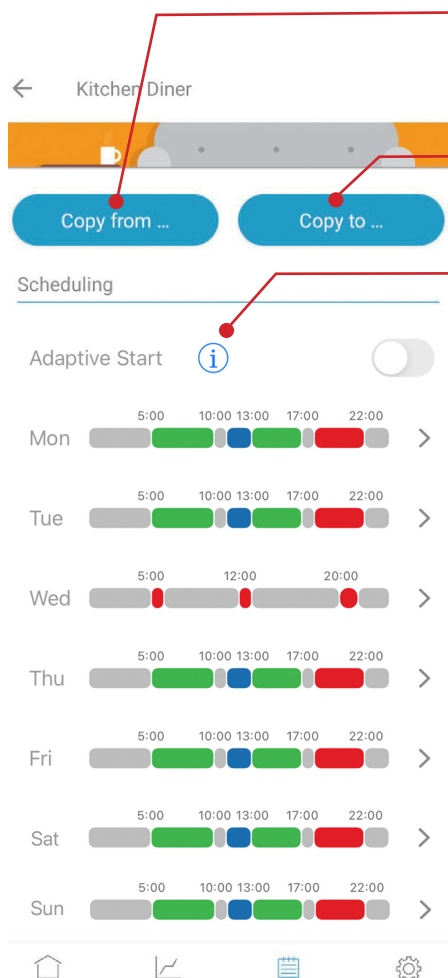 Kitchen Diner
Copy from ...
Copy to ...
Scheduling
Adaptive Start i
5:00 10:00 13:00 17:00 22:00
Mon
5:00 10:00 13:00 17:00 22:00
Tue
5:00 12:00 20:00
Wed
5:00 10:00 13:00 17:00 22:00
Thu
5:00 10:00 13:00 17:00 22:00
Fri
5:00 10:00 13:00 17:00 22:00
Sat
5:00 10:00 13:00 17:00 22:00
Sun